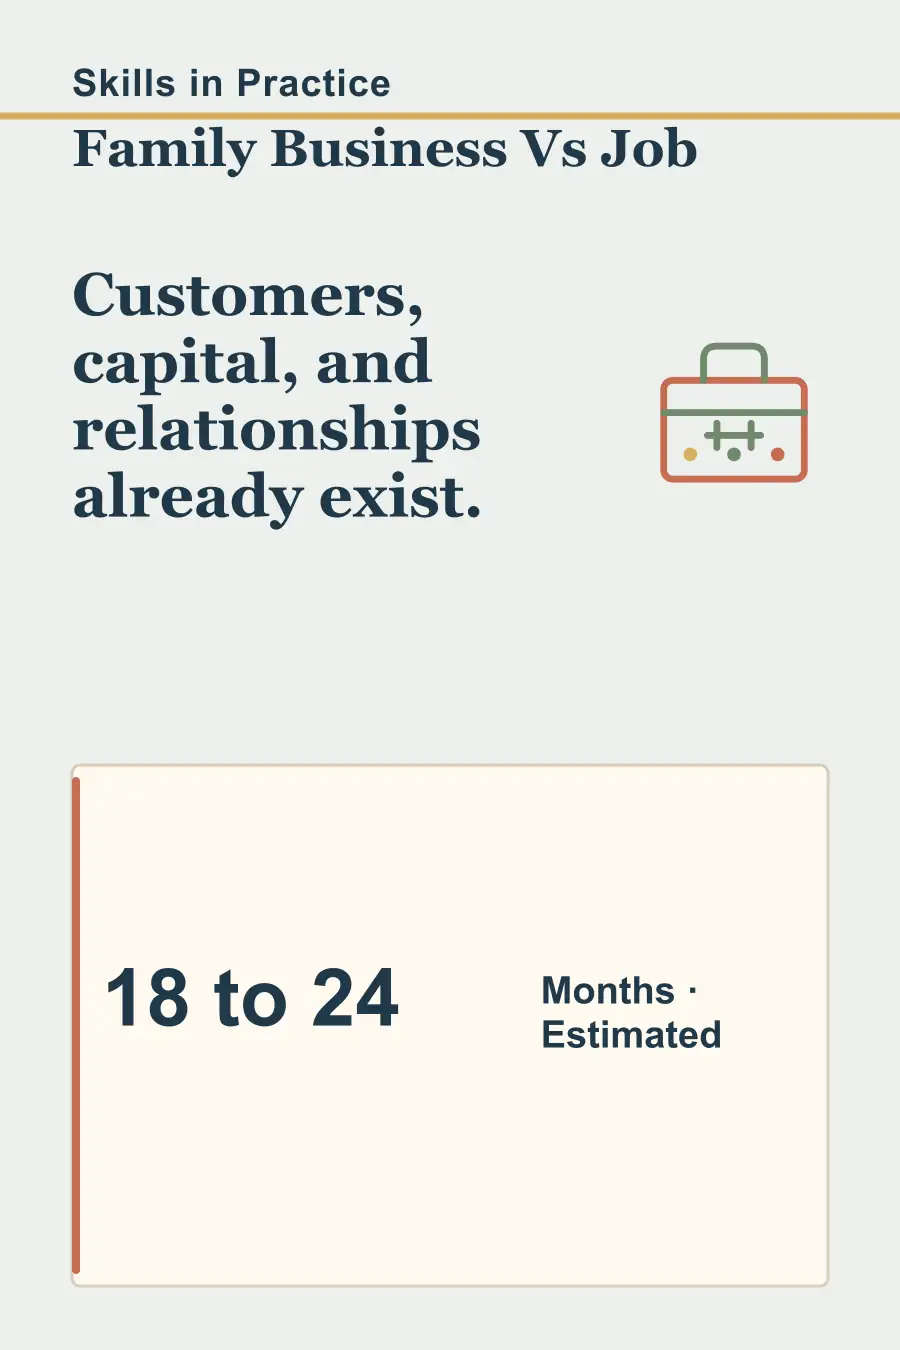 Skills in Practice
Family Business Vs Job
Customers,
capital, and
relationships
already exist.
18 to 24
Months ·
Estimated